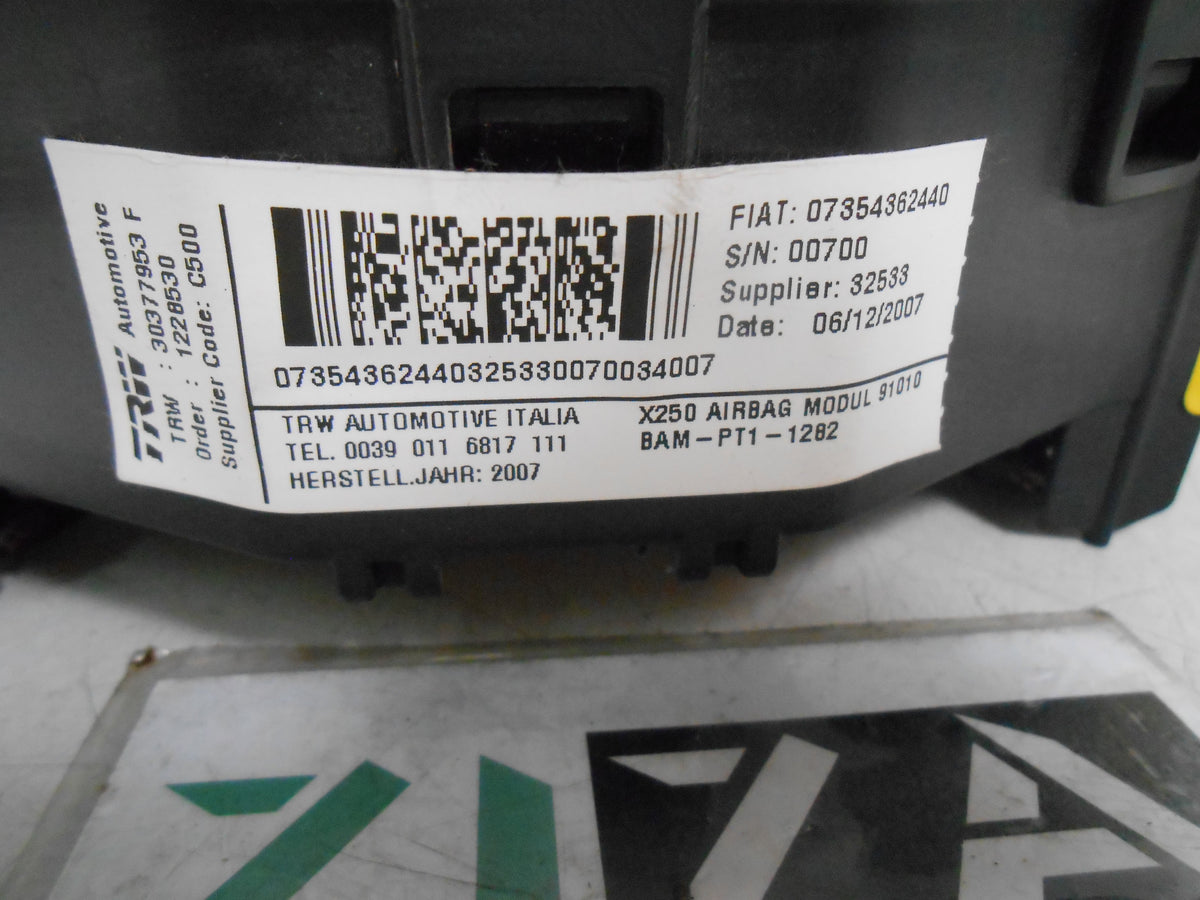 TRW Automotive
TRW : 30377953 F
Order : 1228530
Supplier Code: C500
FIAT: 07354362440
S/N: 00700
Supplier: 32533
Date: 06/12/2007
07354362440325330070034007
TRW AUTOMOTIVE ITALIA
TEL. 0039 011 6817 111
HERSTELL.JAHR: 2007
X250 AIRBAG MODUL 91010
BAM-PT1-1282